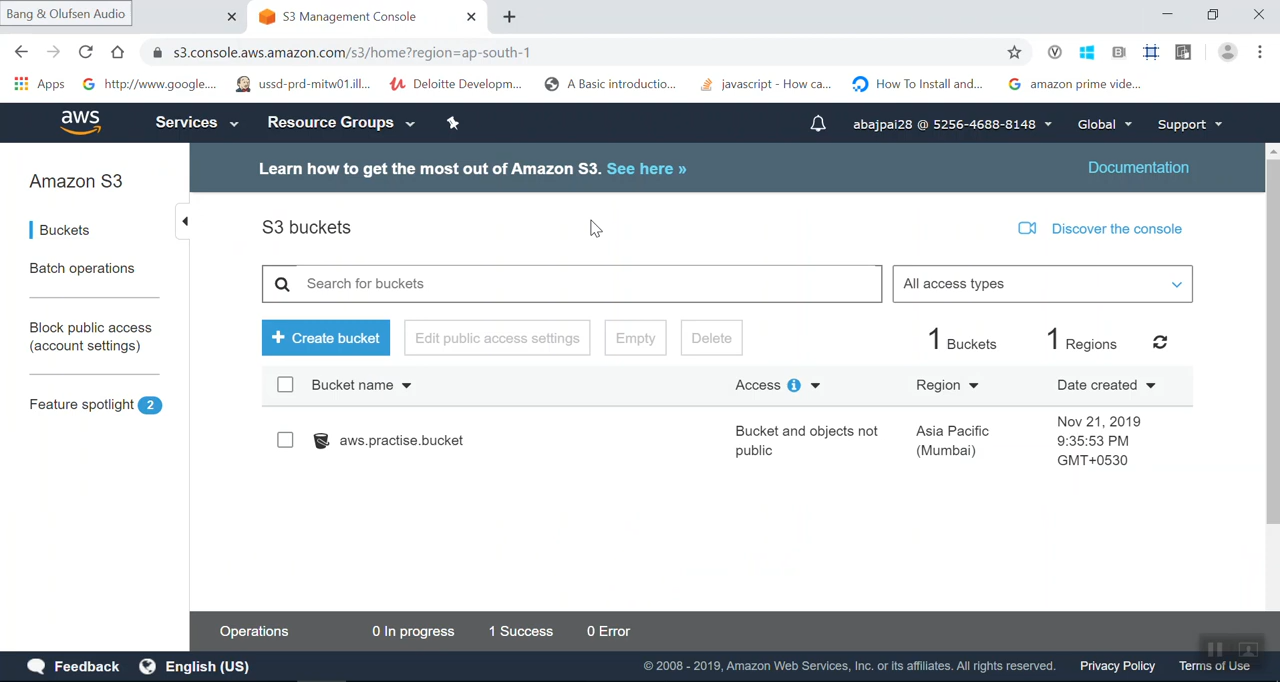 Bang & Olufsen Audio
S3 Management Console
s3.console.aws.amazon.com/s3/home?region=ap-south-1
Apps
http://www.google....
ussd-prd-mitw01.ill...
Deloitte Developm...
A Basic introductio...
javascript - How ca...
How To Install and...
amazon prime vide...
aws
Services
Resource Groups
abajpai28 @ 5256-4688-8148
Global
Support
Amazon S3
Buckets
Batch operations
Block public access
(account settings)
Feature spotlight 2
Learn how to get the most out of Amazon S3. See here »
Documentation
S3 buckets
Discover the console
Search for buckets
All access types
+ Create bucket
Edit public access settings
Empty
Delete
1 Buckets
1 Regions
Bucket name
Access
Region
Date created
aws.practise.bucket
Bucket and objects not
public
Asia Pacific
(Mumbai)
Nov 21, 2019
9:35:53 PM
GMT+0530
Operations
0 In progress
1 Success
0 Error
Feedback
English (US)
© 2008 - 2019, Amazon Web Services, Inc. or its affiliates. All rights reserved.
Privacy Policy
Terms of Use